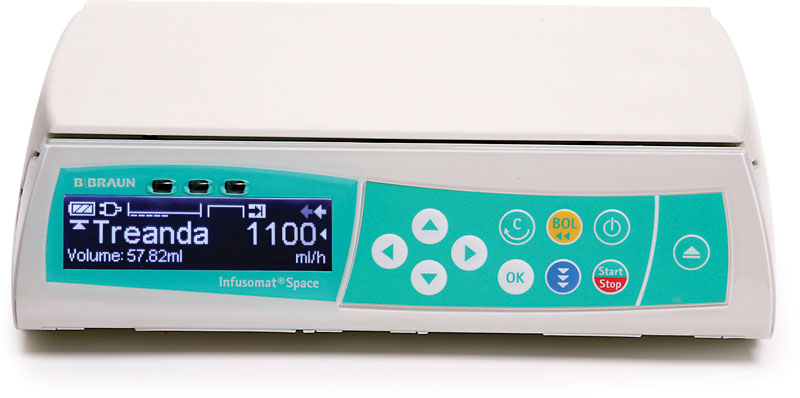 B|BRAUN
Treanda 1100
Volume: 57.82ml ml/h
Infusomat® Space
C
BOL
OK
Start
Stop